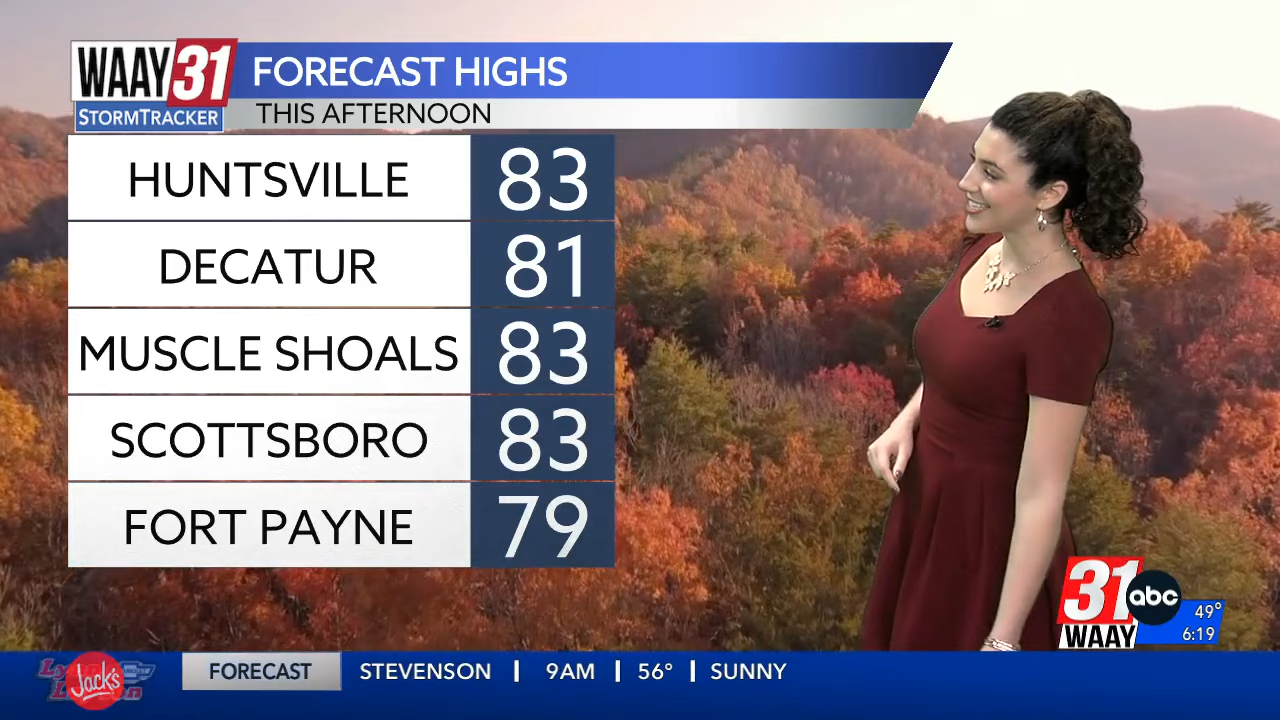 WAAY 31
FORECAST HIGHS
STORMTRACKER
THIS AFTERNOON
HUNTSVILLE 83
DECATUR 81
MUSCLE SHOALS 83
SCOTTSBORO 83
FORT PAYNE 79
31
abc
WAAY
49°
6:19
Jack's
FORECAST STEVENSON | 9AM | 56° | SUNNY